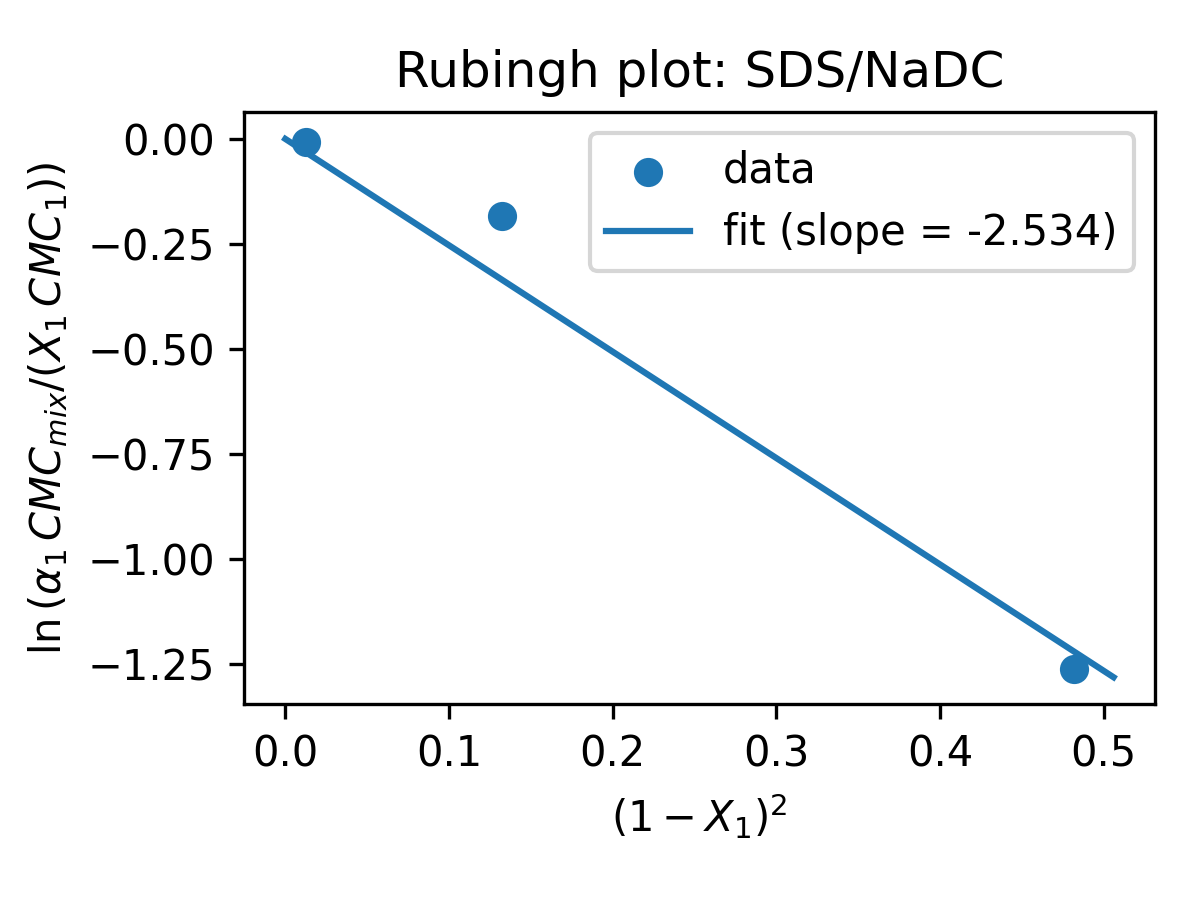 Rubingh plot: SDS/NaDC
data
fit (slope = -2.534)
ln (α₁ CMCₘᵢₓ/(X₁ CMC₁))
0.00
−0.25
−0.50
−0.75
−1.00
−1.25
0.0 0.1 0.2 0.3 0.4 0.5
(1 − X₁)²